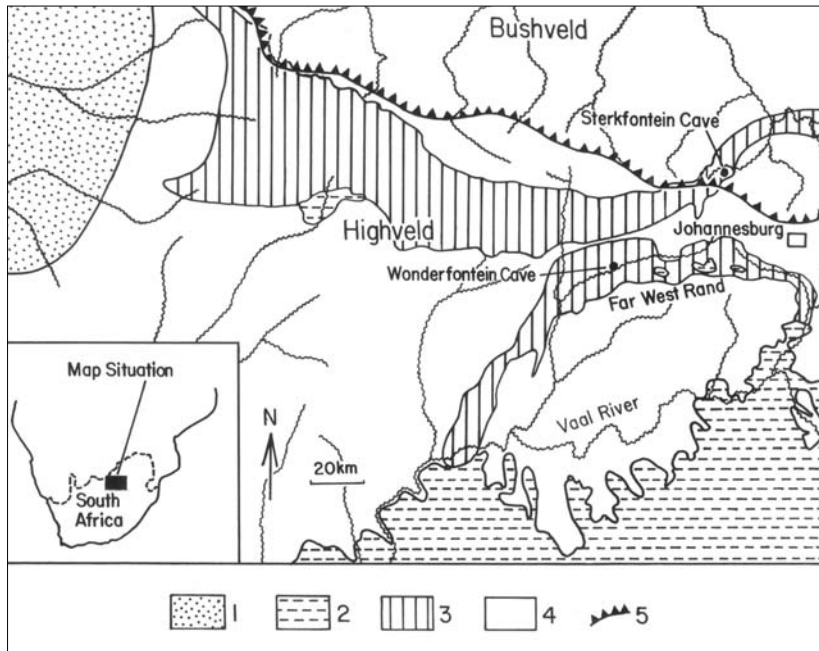 Bushveld
Sterkfontein Cave
Highveld
Johannesburg
Wonderfontein Cave
Far West Rand
Map Situation
Vaal River
N
20km
South
Africa
1
2
3
4
5